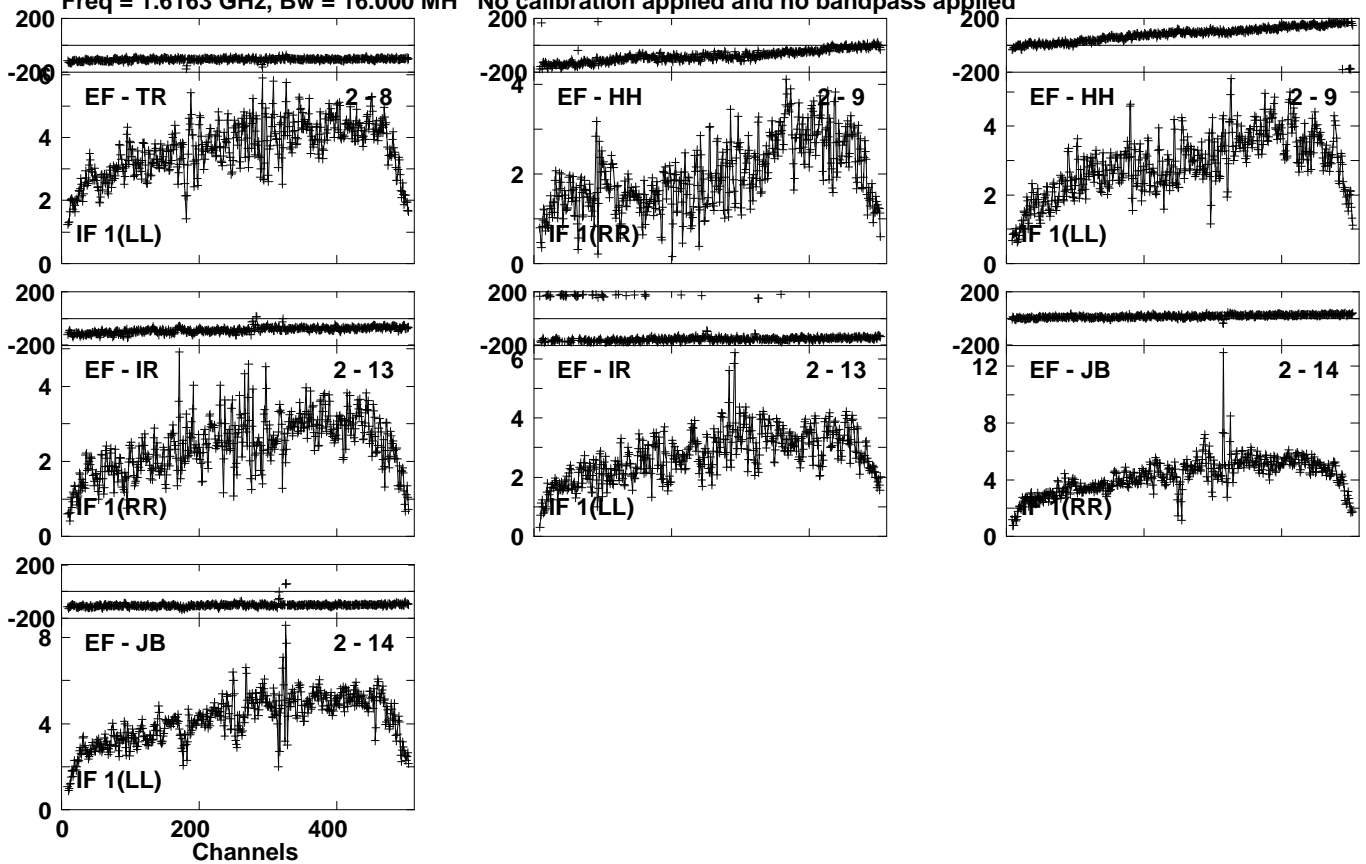 Freq = 1.6163 GHz, Bw = 16.000 MH No calibration applied and no bandpass applied
200
-200
6
4
2
0
EF - TR 2 - 8
IF 1(LL)
-200
4
2
0
EF - HH 2 - 9
IF 1(RR)
200
-200
4
2
0
EF - HH 2 - 9
IF 1(LL)
200
-200
4
2
0
EF - IR 2 - 13
IF 1(RR)
200
-200
6
4
2
0
EF - IR 2 - 13
IF 1(LL)
200
-200
12
8
4
0
EF - JB 2 - 14
IF 1(RR)
200
-200
8
4
0
EF - JB 2 - 14
IF 1(LL)
0 200 400
Channels